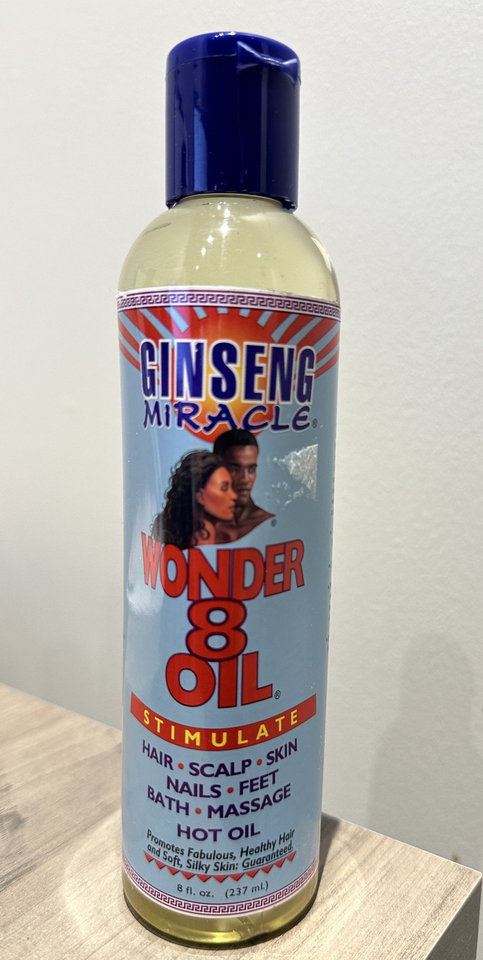 GINSENG
MIRACLE®
WONDER
8
OIL®
STIMULATE
HAIR • SCALP • SKIN
NAILS • FEET
BATH • MASSAGE
HOT OIL
Promotes Fabulous, Healthy Hair
and Soft, Silky Skin: Guaranteed.
8 fl. oz. (237 ml.)